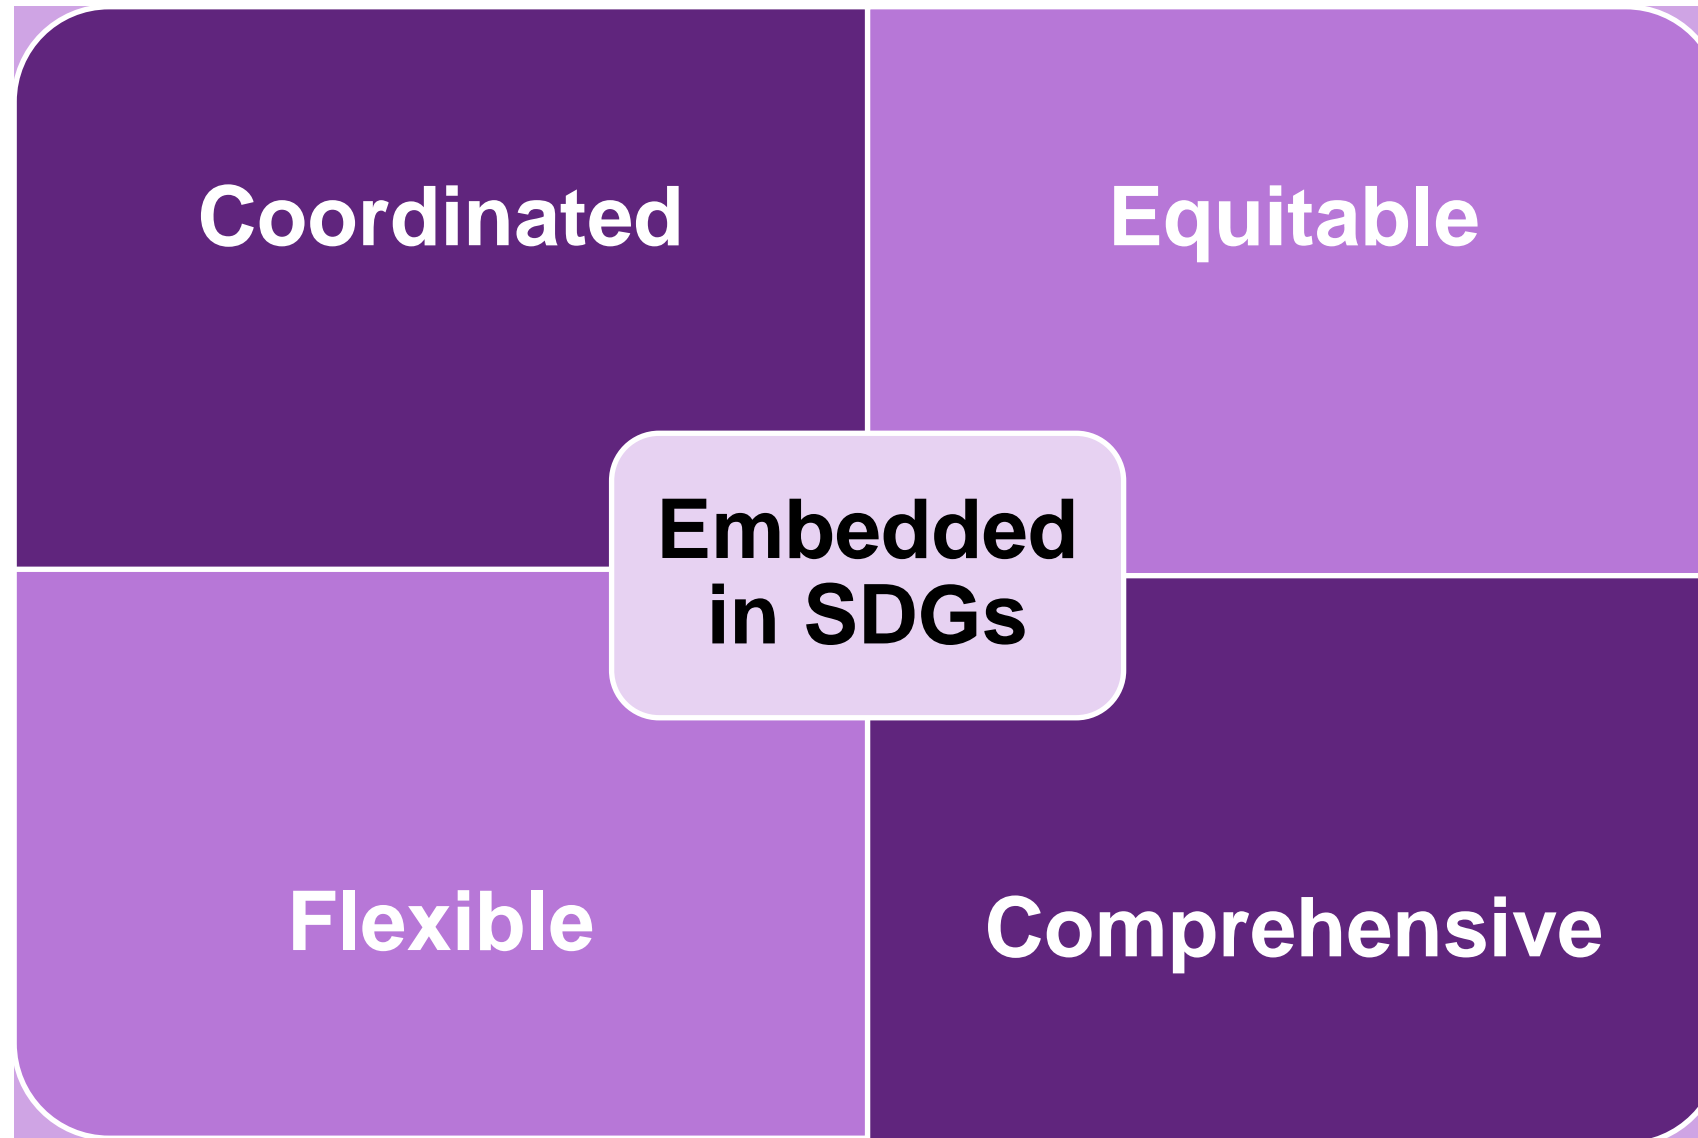 Coordinated
Equitable
Embedded
in SDGs
Flexible
Comprehensive